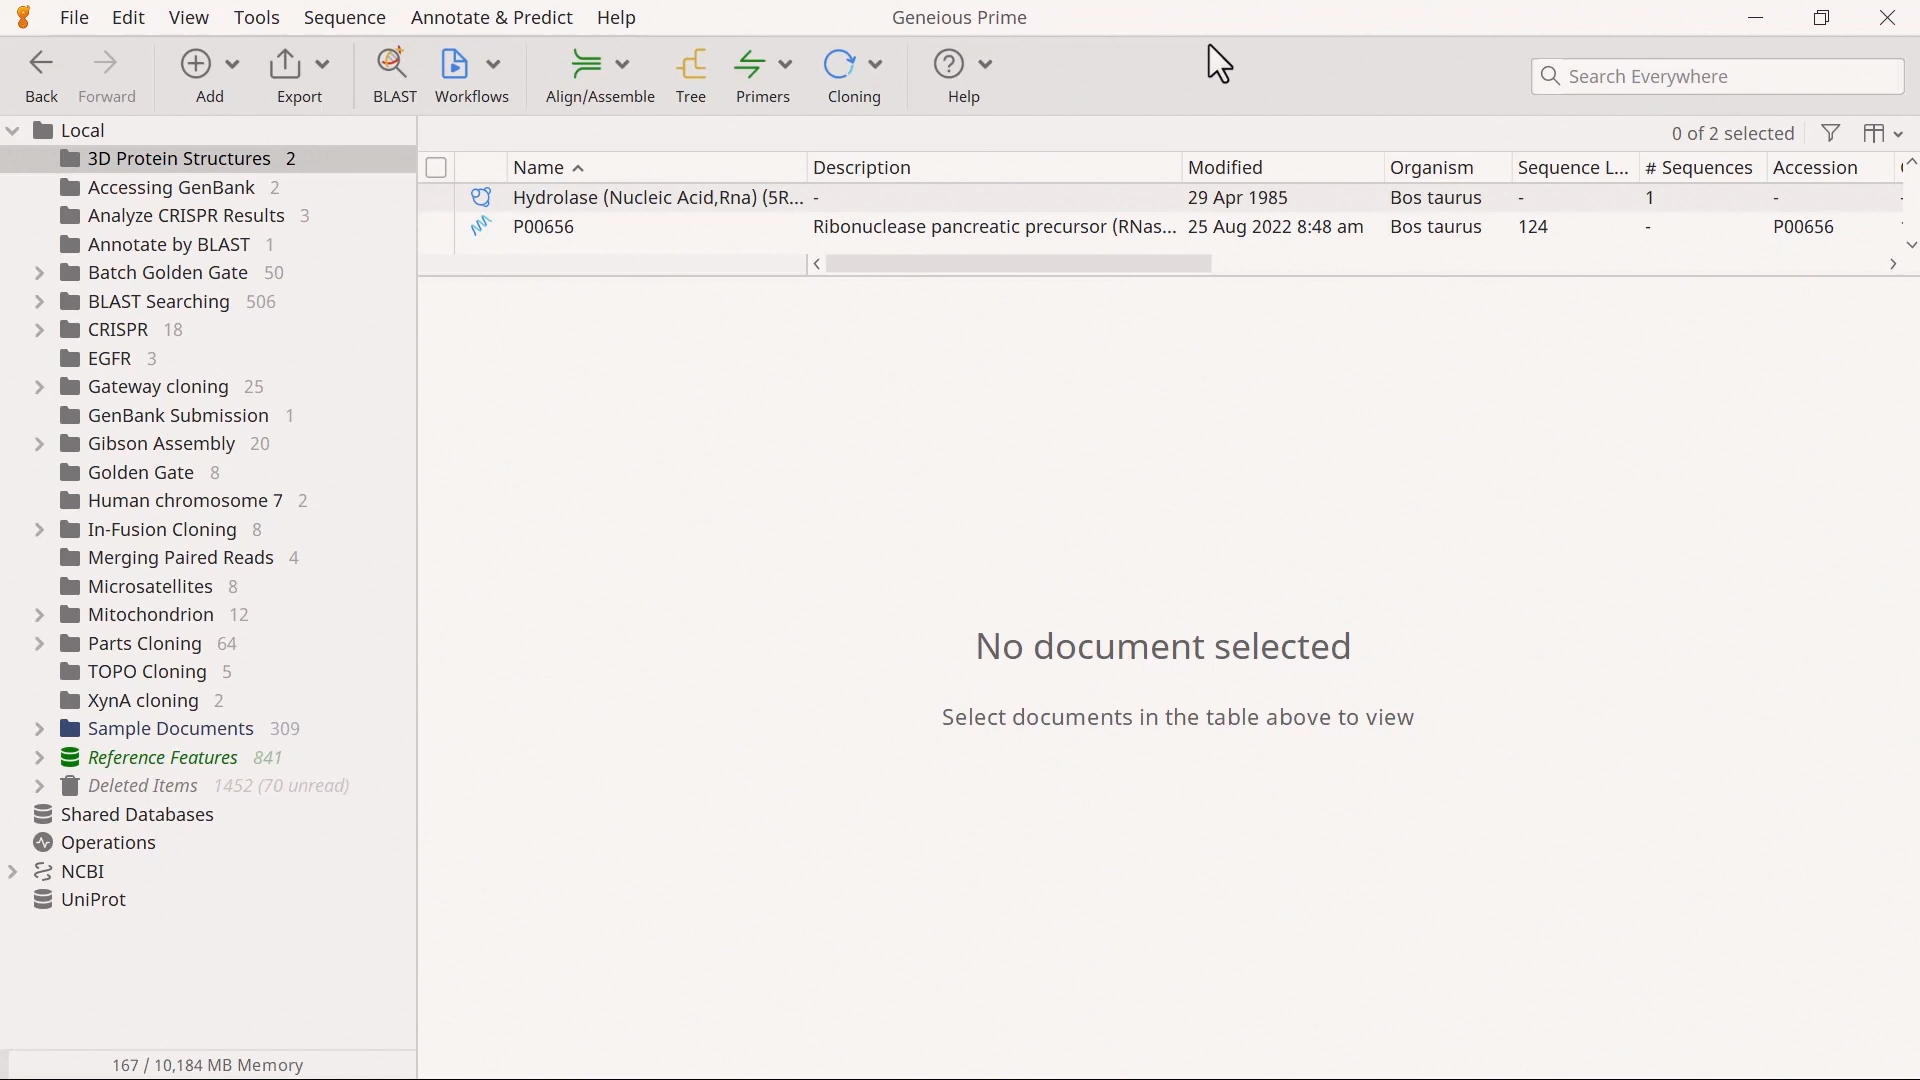 File Edit View Tools Sequence Annotate & Predict Help Geneious Prime
Back Forward Add Export BLAST Workflows Align/Assemble Tree Primers Cloning Help Search Everywhere
Local
3D Protein Structures 2
Accessing GenBank 2
Analyze CRISPR Results 3
Annotate by BLAST 1
Batch Golden Gate 50
BLAST Searching 506
CRISPR 18
EGFR 3
Gateway cloning 25
GenBank Submission 1
Gibson Assembly 20
Golden Gate 8
Human chromosome 7 2
In-Fusion Cloning 8
Merging Paired Reads 4
Microsatellites 8
Mitochondrion 12
Parts Cloning 64
TOPO Cloning 5
XynA cloning 2
Sample Documents 309
Reference Features 841
Deleted Items 1452 (70 unread)
Shared Databases
Operations
NCBI
UniProt
167 / 10,184 MB Memory
0 of 2 selected
Name Description Modified Organism Sequence L... # Sequences Accession
Hydrolase (Nucleic Acid,Rna) (5R... - 29 Apr 1985 Bos taurus - 1 -
P00656 Ribonuclease pancreatic precursor (RNas... 25 Aug 2022 8:48 am Bos taurus 124 - P00656
No document selected
Select documents in the table above to view